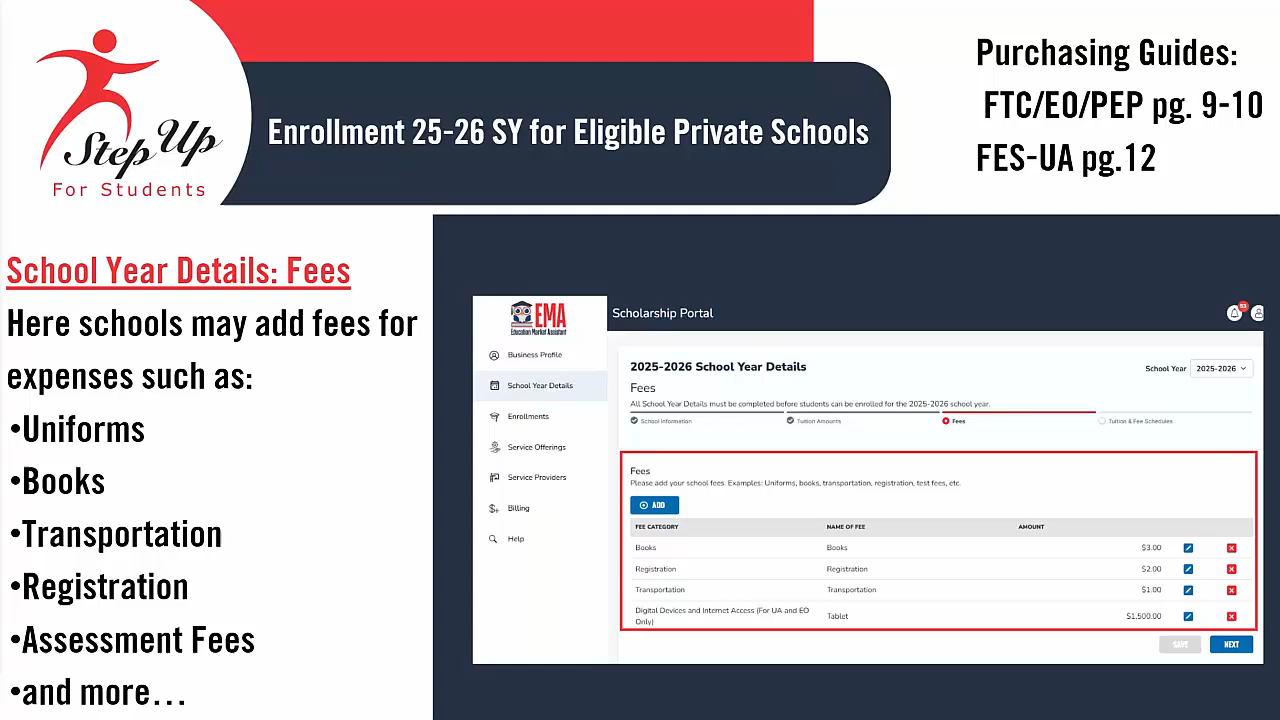 Step Up
For Students
Enrollment 25-26 SY for Eligible Private Schools
Purchasing Guides:
FTC/EO/PEP pg. 9-10
FES-UA pg.12
School Year Details: Fees
Here schools may add fees for
expenses such as:
•Uniforms
•Books
•Transportation
•Registration
•Assessment Fees
•and more...
EMA
Education Market Assistant
Scholarship Portal
53
Business Profile
School Year Details
Enrollments
Service Offerings
Service Providers
Billing
Help
2025-2026 School Year Details
School Year 2025-2026
Fees
All School Year Details must be completed before students can be enrolled for the 2025-2026 school year.
School Information Tuition Amounts Fees Tuition & Fee Schedules
Fees
Please add your school fees. Examples: Uniforms, books, transportation, registration, test fees, etc.
ADD
FEE CATEGORY NAME OF FEE AMOUNT
Books Books $3.00
Registration Registration $2.00
Transportation Transportation $1.00
Digital Devices and Internet Access (For UA and EO
Only) Tablet $1,500.00
SAVE NEXT